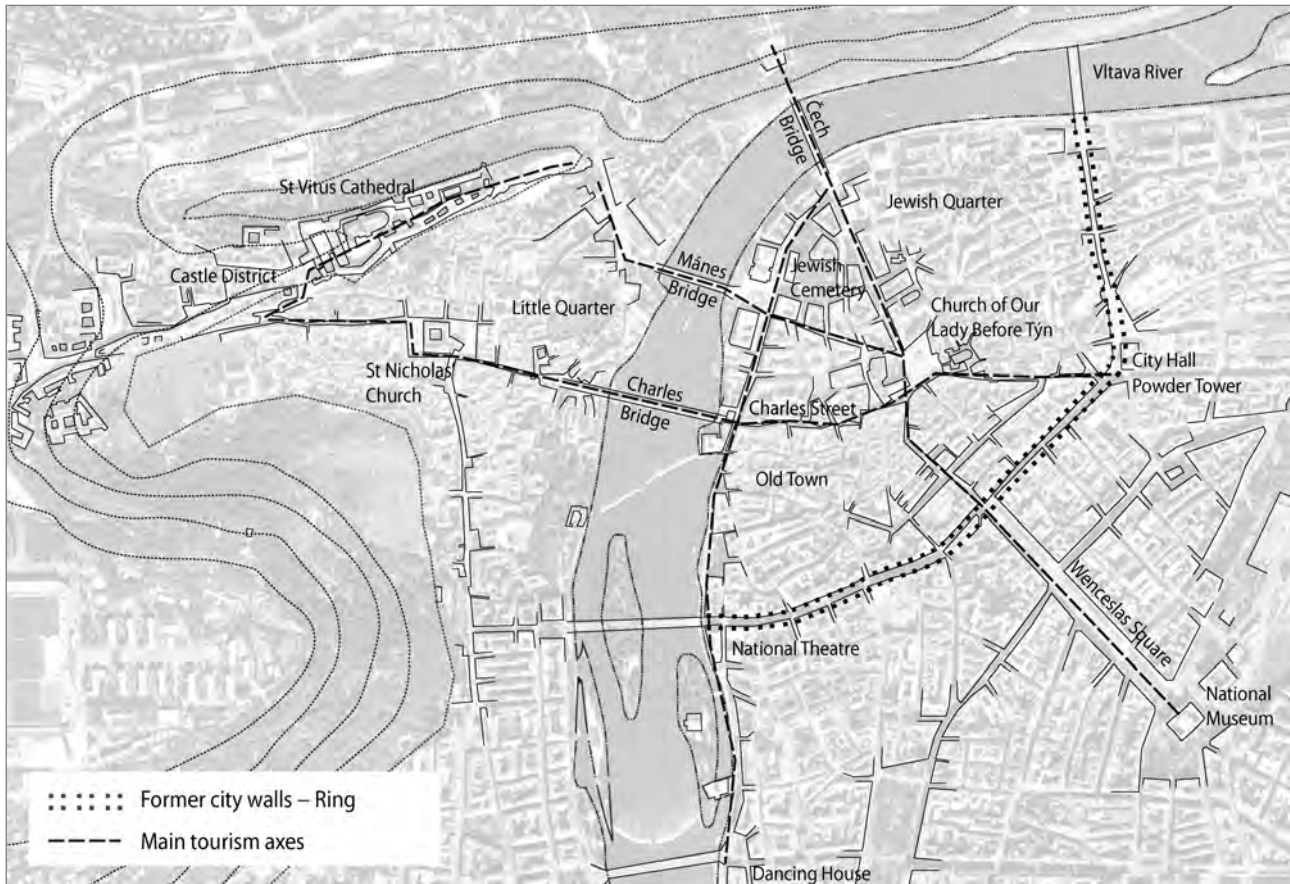 Vltava River
Čech
Bridge
St Vitus Cathedral
Jewish Quarter
Castle District
Mánes
Bridge
Jewish
Cemetery
Little Quarter
Church of Our
Lady Before Týn
St Nicholas
Church
City Hall
Powder Tower
Charles
Bridge
Charles Street
Old Town
Wenceslas Square
National Theatre
National
Museum
Former city walls – Ring
Main tourism axes
Dancing House